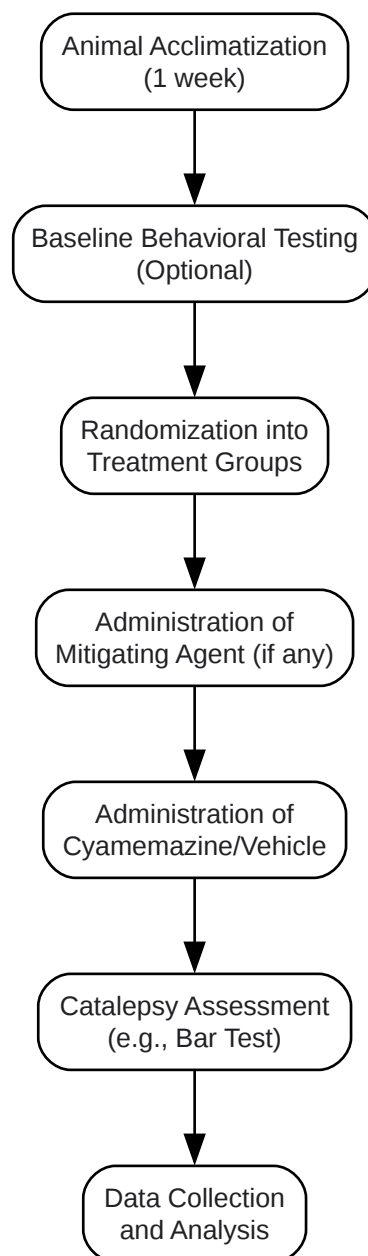 Animal Acclimatization
(1 week)
Baseline Behavioral Testing
(Optional)
Randomization into
Treatment Groups
Administration of
Mitigating Agent (if any)
Administration of
Cyamemazine/Vehicle
Catalepsy Assessment
(e.g., Bar Test)
Data Collection
and Analysis